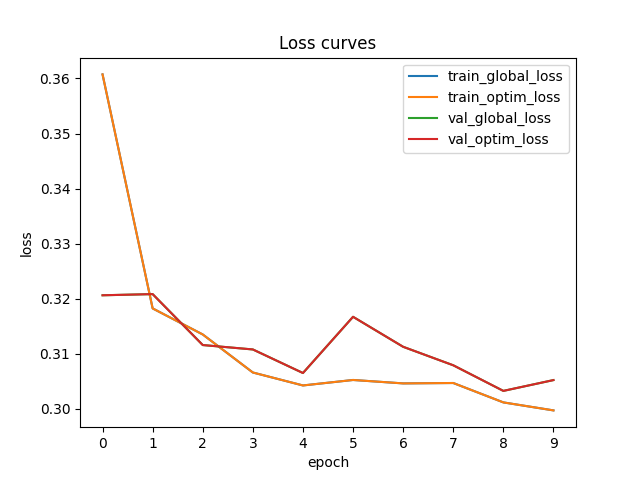 Loss curves
train_global_loss
train_optim_loss
val_global_loss
val_optim_loss
0.36
0.35
0.34
0.33
0.32
0.31
0.30
loss
0 1 2 3 4 5 6 7 8 9
epoch